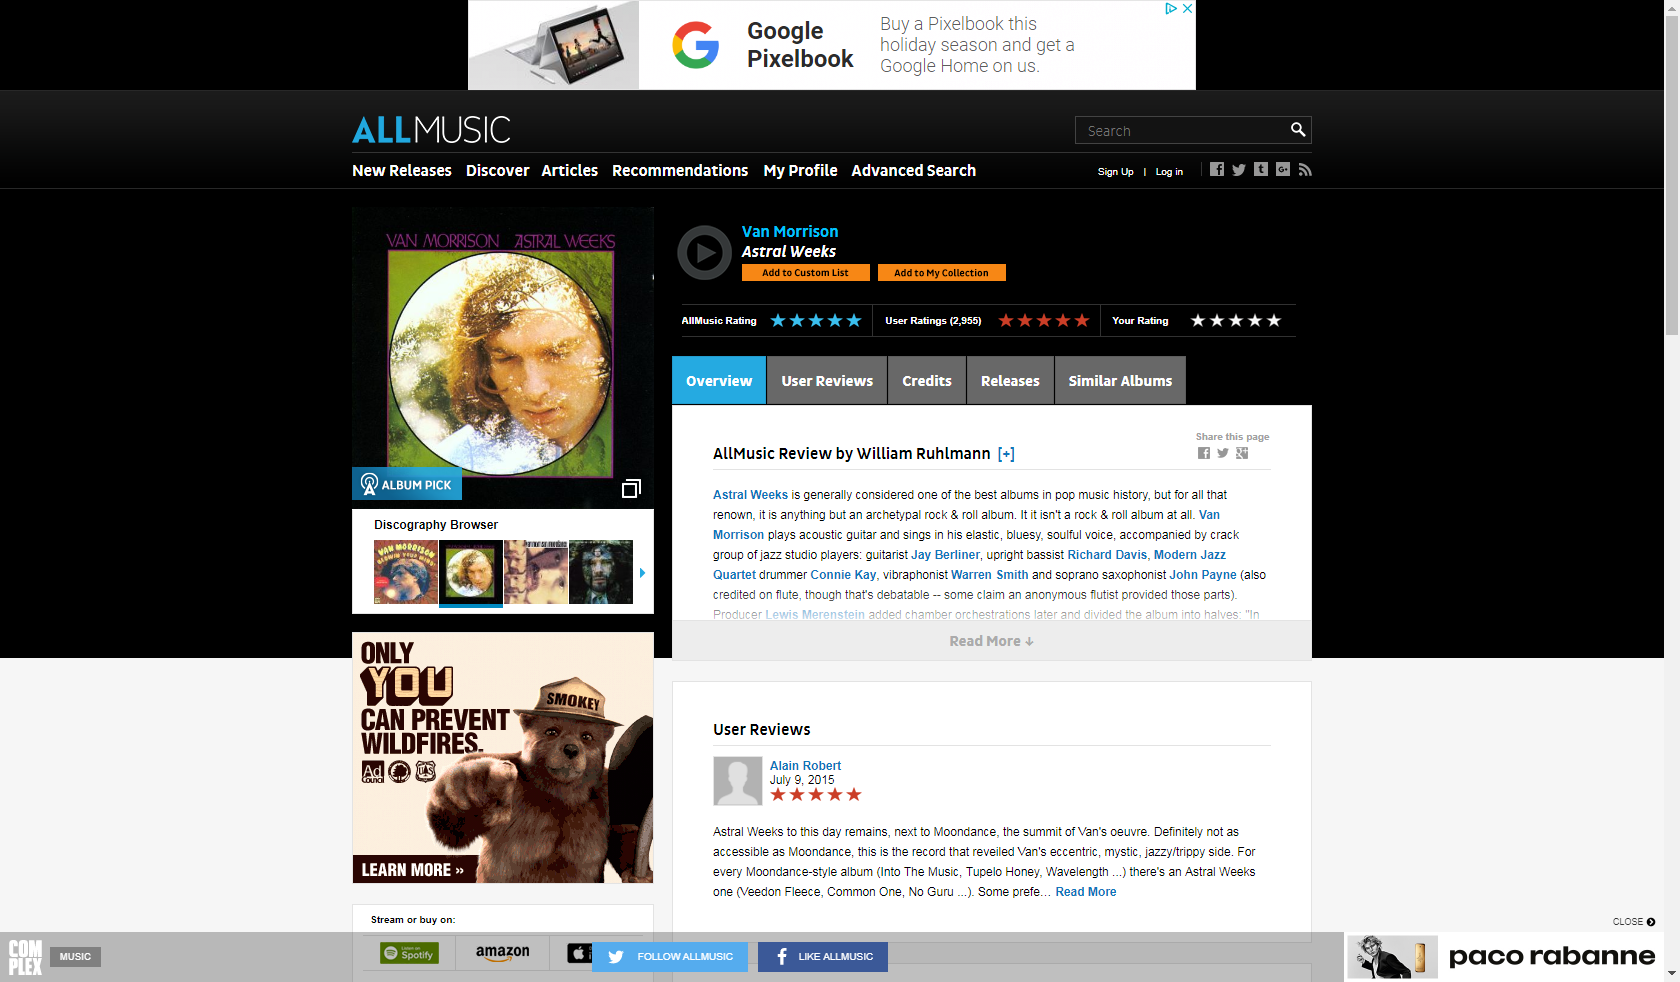 Google
Pixelbook
Buy a Pixelbook this
holiday season and get a
Google Home on us.
ALLMUSIC
Search
New Releases Discover Articles Recommendations My Profile Advanced Search
Sign Up | Log in
VAN MORRISON ASTRAL WEEKS
ALBUM PICK
Van Morrison
Astral Weeks
Add to Custom List Add to My Collection
AllMusic Rating User Ratings (2,955) Your Rating
Overview User Reviews Credits Releases Similar Albums
Share this page
AllMusic Review by William Ruhlmann [+]
Astral Weeks is generally considered one of the best albums in pop music history, but for all that
renown, it is anything but an archetypal rock & roll album. It it isn't a rock & roll album at all. Van
Morrison plays acoustic guitar and sings in his elastic, bluesy, soulful voice, accompanied by crack
group of jazz studio players: guitarist Jay Berliner, upright bassist Richard Davis, Modern Jazz
Quartet drummer Connie Kay, vibraphonist Warren Smith and soprano saxophonist John Payne (also
credited on flute, though that's debatable -- some claim an anonymous flutist provided those parts).
Producer Lewis Merenstein added chamber orchestrations later and divided the album into halves: "In
Read More ↓
Discography Browser
VAN MORRISON
BLOWIN' YOUR MIND!
ONLY
YOU
CAN PREVENT
WILDFIRES.
SMOKEY
Ad
Council
LEARN MORE »
User Reviews
Alain Robert
July 9, 2015
Astral Weeks to this day remains, next to Moondance, the summit of Van's oeuvre. Definitely not as
accessible as Moondance, this is the record that reveiled Van's eccentric, mystic, jazzy/trippy side. For
every Moondance-style album (Into The Music, Tupelo Honey, Wavelength ...) there's an Astral Weeks
one (Veedon Fleece, Common One, No Guru ...). Some prefe... Read More
Stream or buy on:
Listen on
Spotify
amazon
COM
PLEX
MUSIC
FOLLOW ALLMUSIC
LIKE ALLMUSIC
CLOSE
paco rabanne